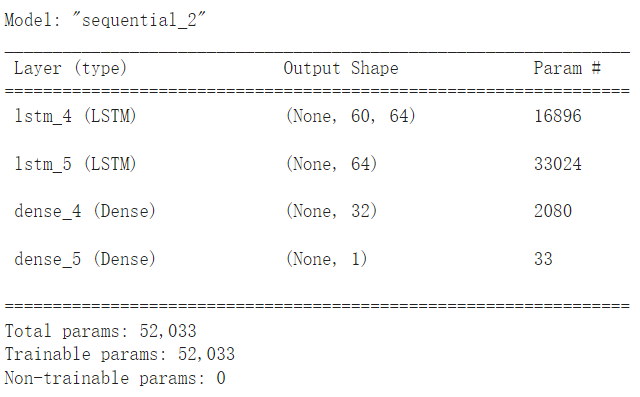 Model: "sequential_2"
_________________________________________________________________
Layer (type) Output Shape Param #
=================================================================
lstm_4 (LSTM) (None, 60, 64) 16896
lstm_5 (LSTM) (None, 64) 33024
dense_4 (Dense) (None, 32) 2080
dense_5 (Dense) (None, 1) 33
=================================================================
Total params: 52,033
Trainable params: 52,033
Non-trainable params: 0